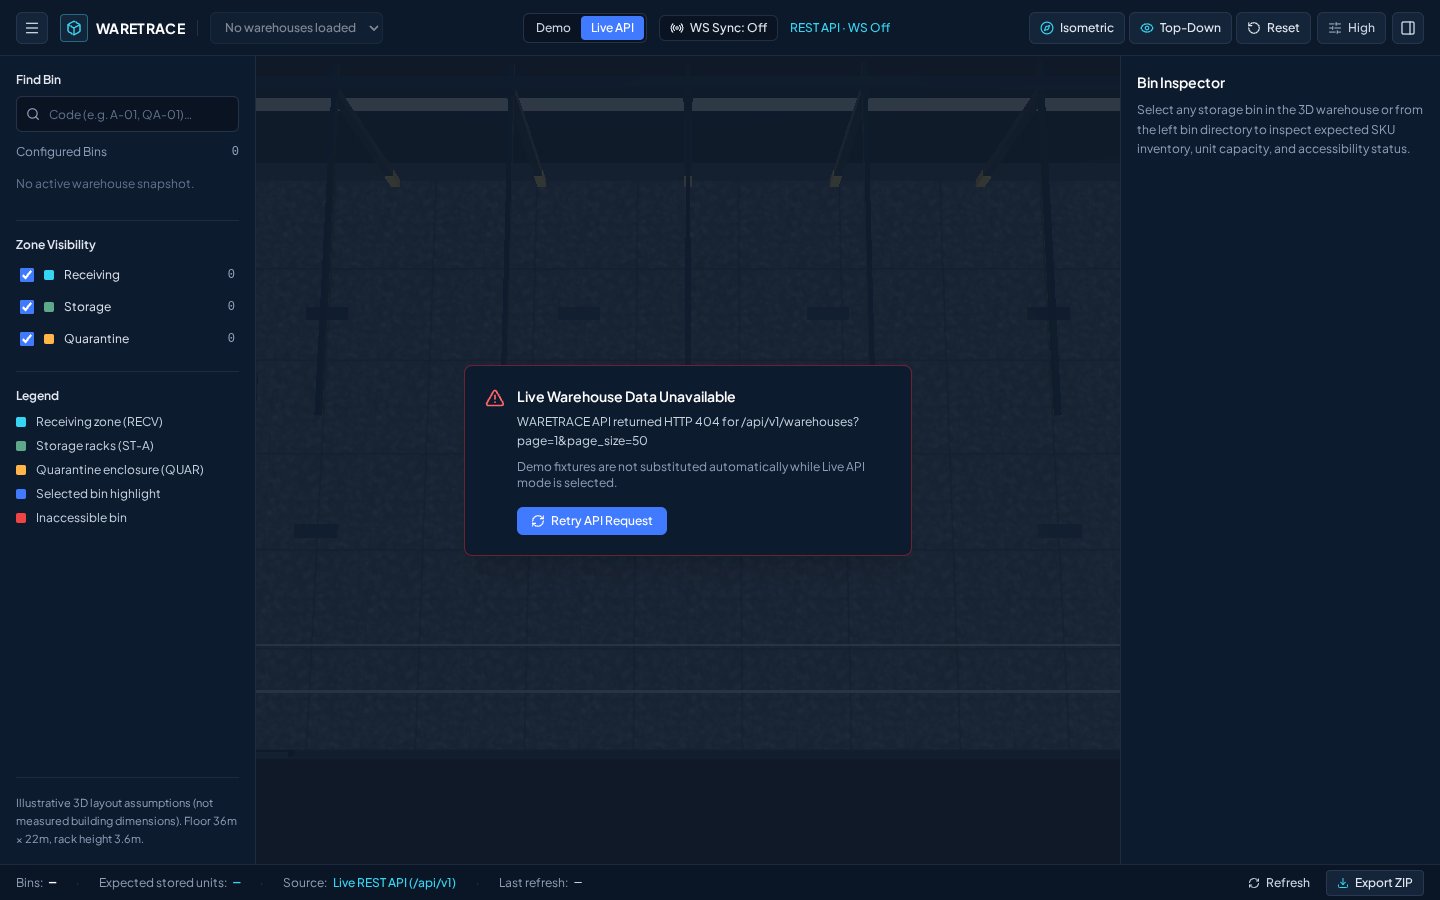 WARETRACE
No warehouses loaded
Demo
Live API
WS Sync: Off
REST API · WS Off
Isometric
Top-Down
Reset
High
Find Bin
Code (e.g. A-01, QA-01)...
Configured Bins 0
No active warehouse snapshot.
Zone Visibility
Receiving 0
Storage 0
Quarantine 0
Legend
Receiving zone (RECV)
Storage racks (ST-A)
Quarantine enclosure (QUAR)
Selected bin highlight
Inaccessible bin
Illustrative 3D layout assumptions (not
measured building dimensions). Floor 36m
× 22m, rack height 3.6m.
Live Warehouse Data Unavailable
WARETRACE API returned HTTP 404 for /api/v1/warehouses?
page=1&page_size=50
Demo fixtures are not substituted automatically while Live API
mode is selected.
Retry API Request
Bin Inspector
Select any storage bin in the 3D warehouse or from
the left bin directory to inspect expected SKU
inventory, unit capacity, and accessibility status.
Bins: — · Expected stored units: — · Source: Live REST API (/api/v1) · Last refresh: —
Refresh
Export ZIP